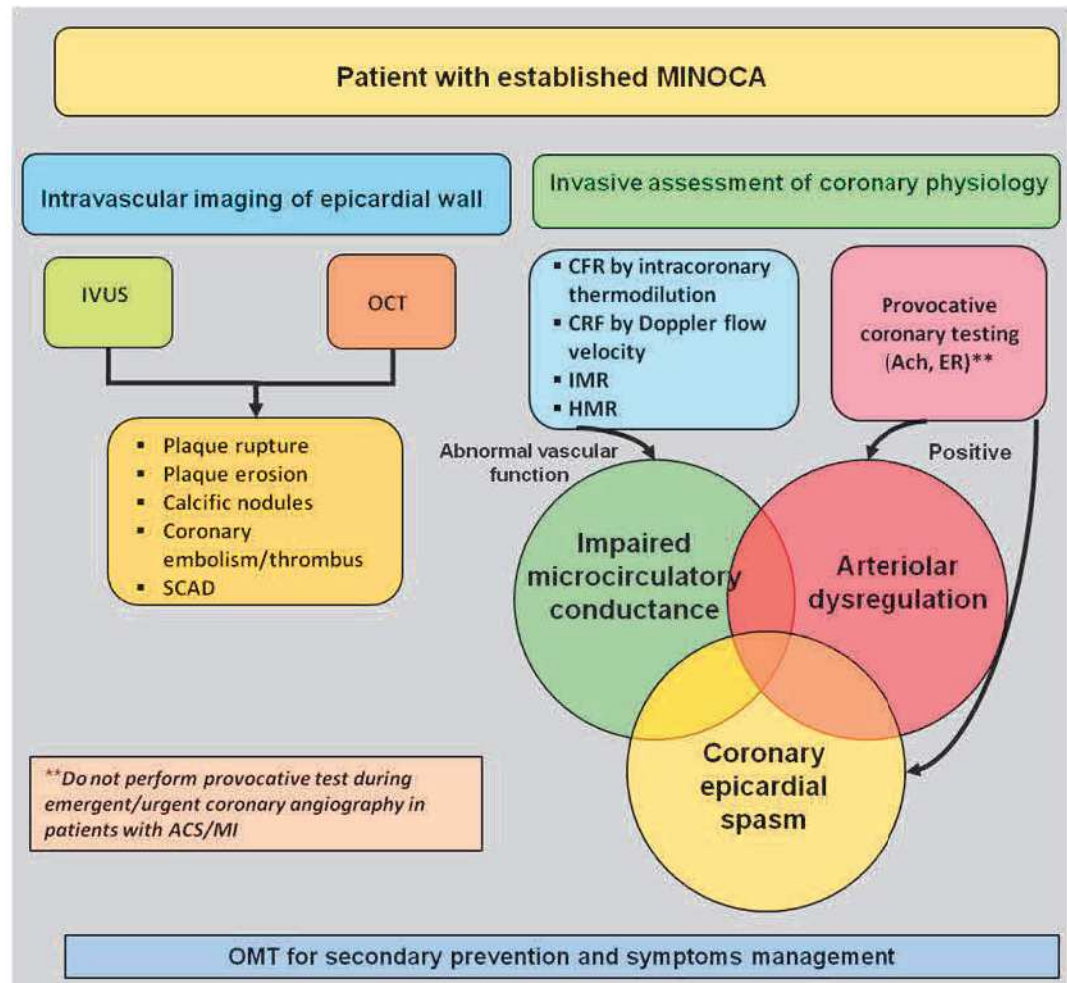 Patient with established MINOCA
Intravascular imaging of epicardial wall
Invasive assessment of coronary physiology
IVUS
OCT
▪ CFR by intracoronary
thermodilution
▪ CRF by Doppler flow
velocity
▪ IMR
▪ HMR
Provocative
coronary testing
(Ach, ER)**
▪ Plaque rupture
▪ Plaque erosion
▪ Calcific nodules
▪ Coronary
embolism/thrombus
▪ SCAD
Abnormal vascular
function
Positive
Impaired
microcirculatory
conductance
Arteriolar
dysregulation
Coronary
epicardial
spasm
**Do not perform provocative test during
emergent/urgent coronary angiography in
patients with ACS/MI
OMT for secondary prevention and symptoms management